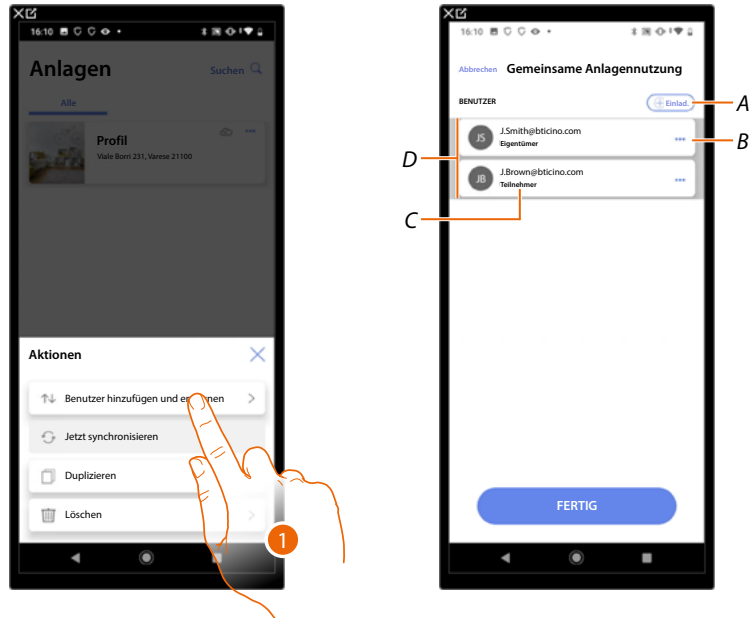 16:10
Anlagen
Suchen
Alle
Profil
Viale Borri 231, Varese 21100
Aktionen
Benutzer hinzufügen und
Jetzt synchronisieren
Duplizieren
Löschen
1
16:10
Abbrechen Gemeinsame Anlagennutzung
BENUTZER
Einlad.
A
JS
J.Smith@bticino.com
Eigentümer
B
D
JB
J.Brown@bticino.com
Teilnehmer
C
FERTIG